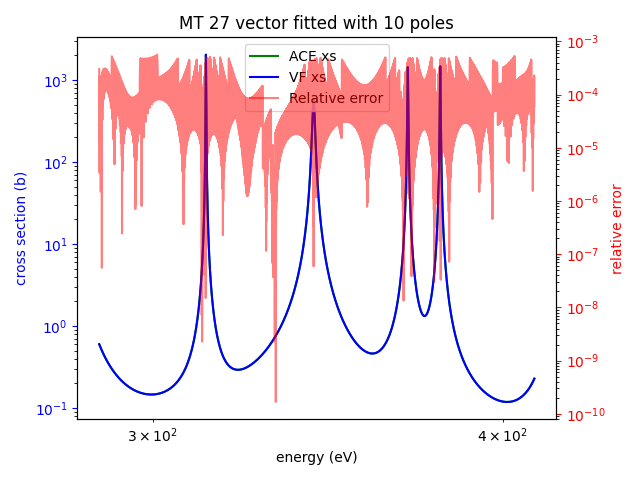 MT 27 vector fitted with 10 poles
ACE xs
VF xs
Relative error
cross section (b)
10³
10²
10¹
10⁰
10⁻¹
relative error
10⁻³
10⁻⁴
10⁻⁵
10⁻⁶
10⁻⁷
10⁻⁸
10⁻⁹
10⁻¹⁰
3 × 10² 4 × 10²
energy (eV)